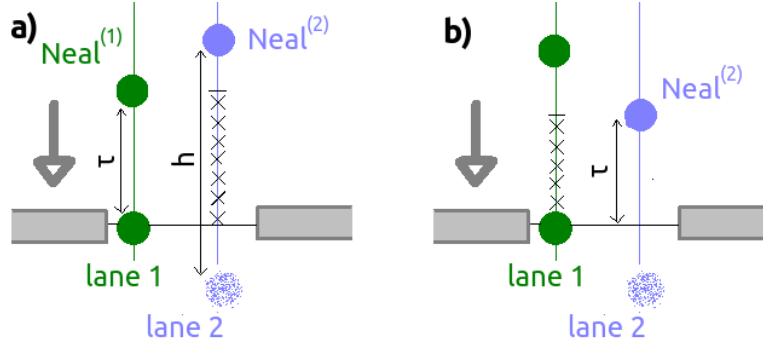 a)
Neal(1)
Neal(2)
τ
h
lane 1
lane 2
b)
Neal(2)
τ
lane 1
lane 2